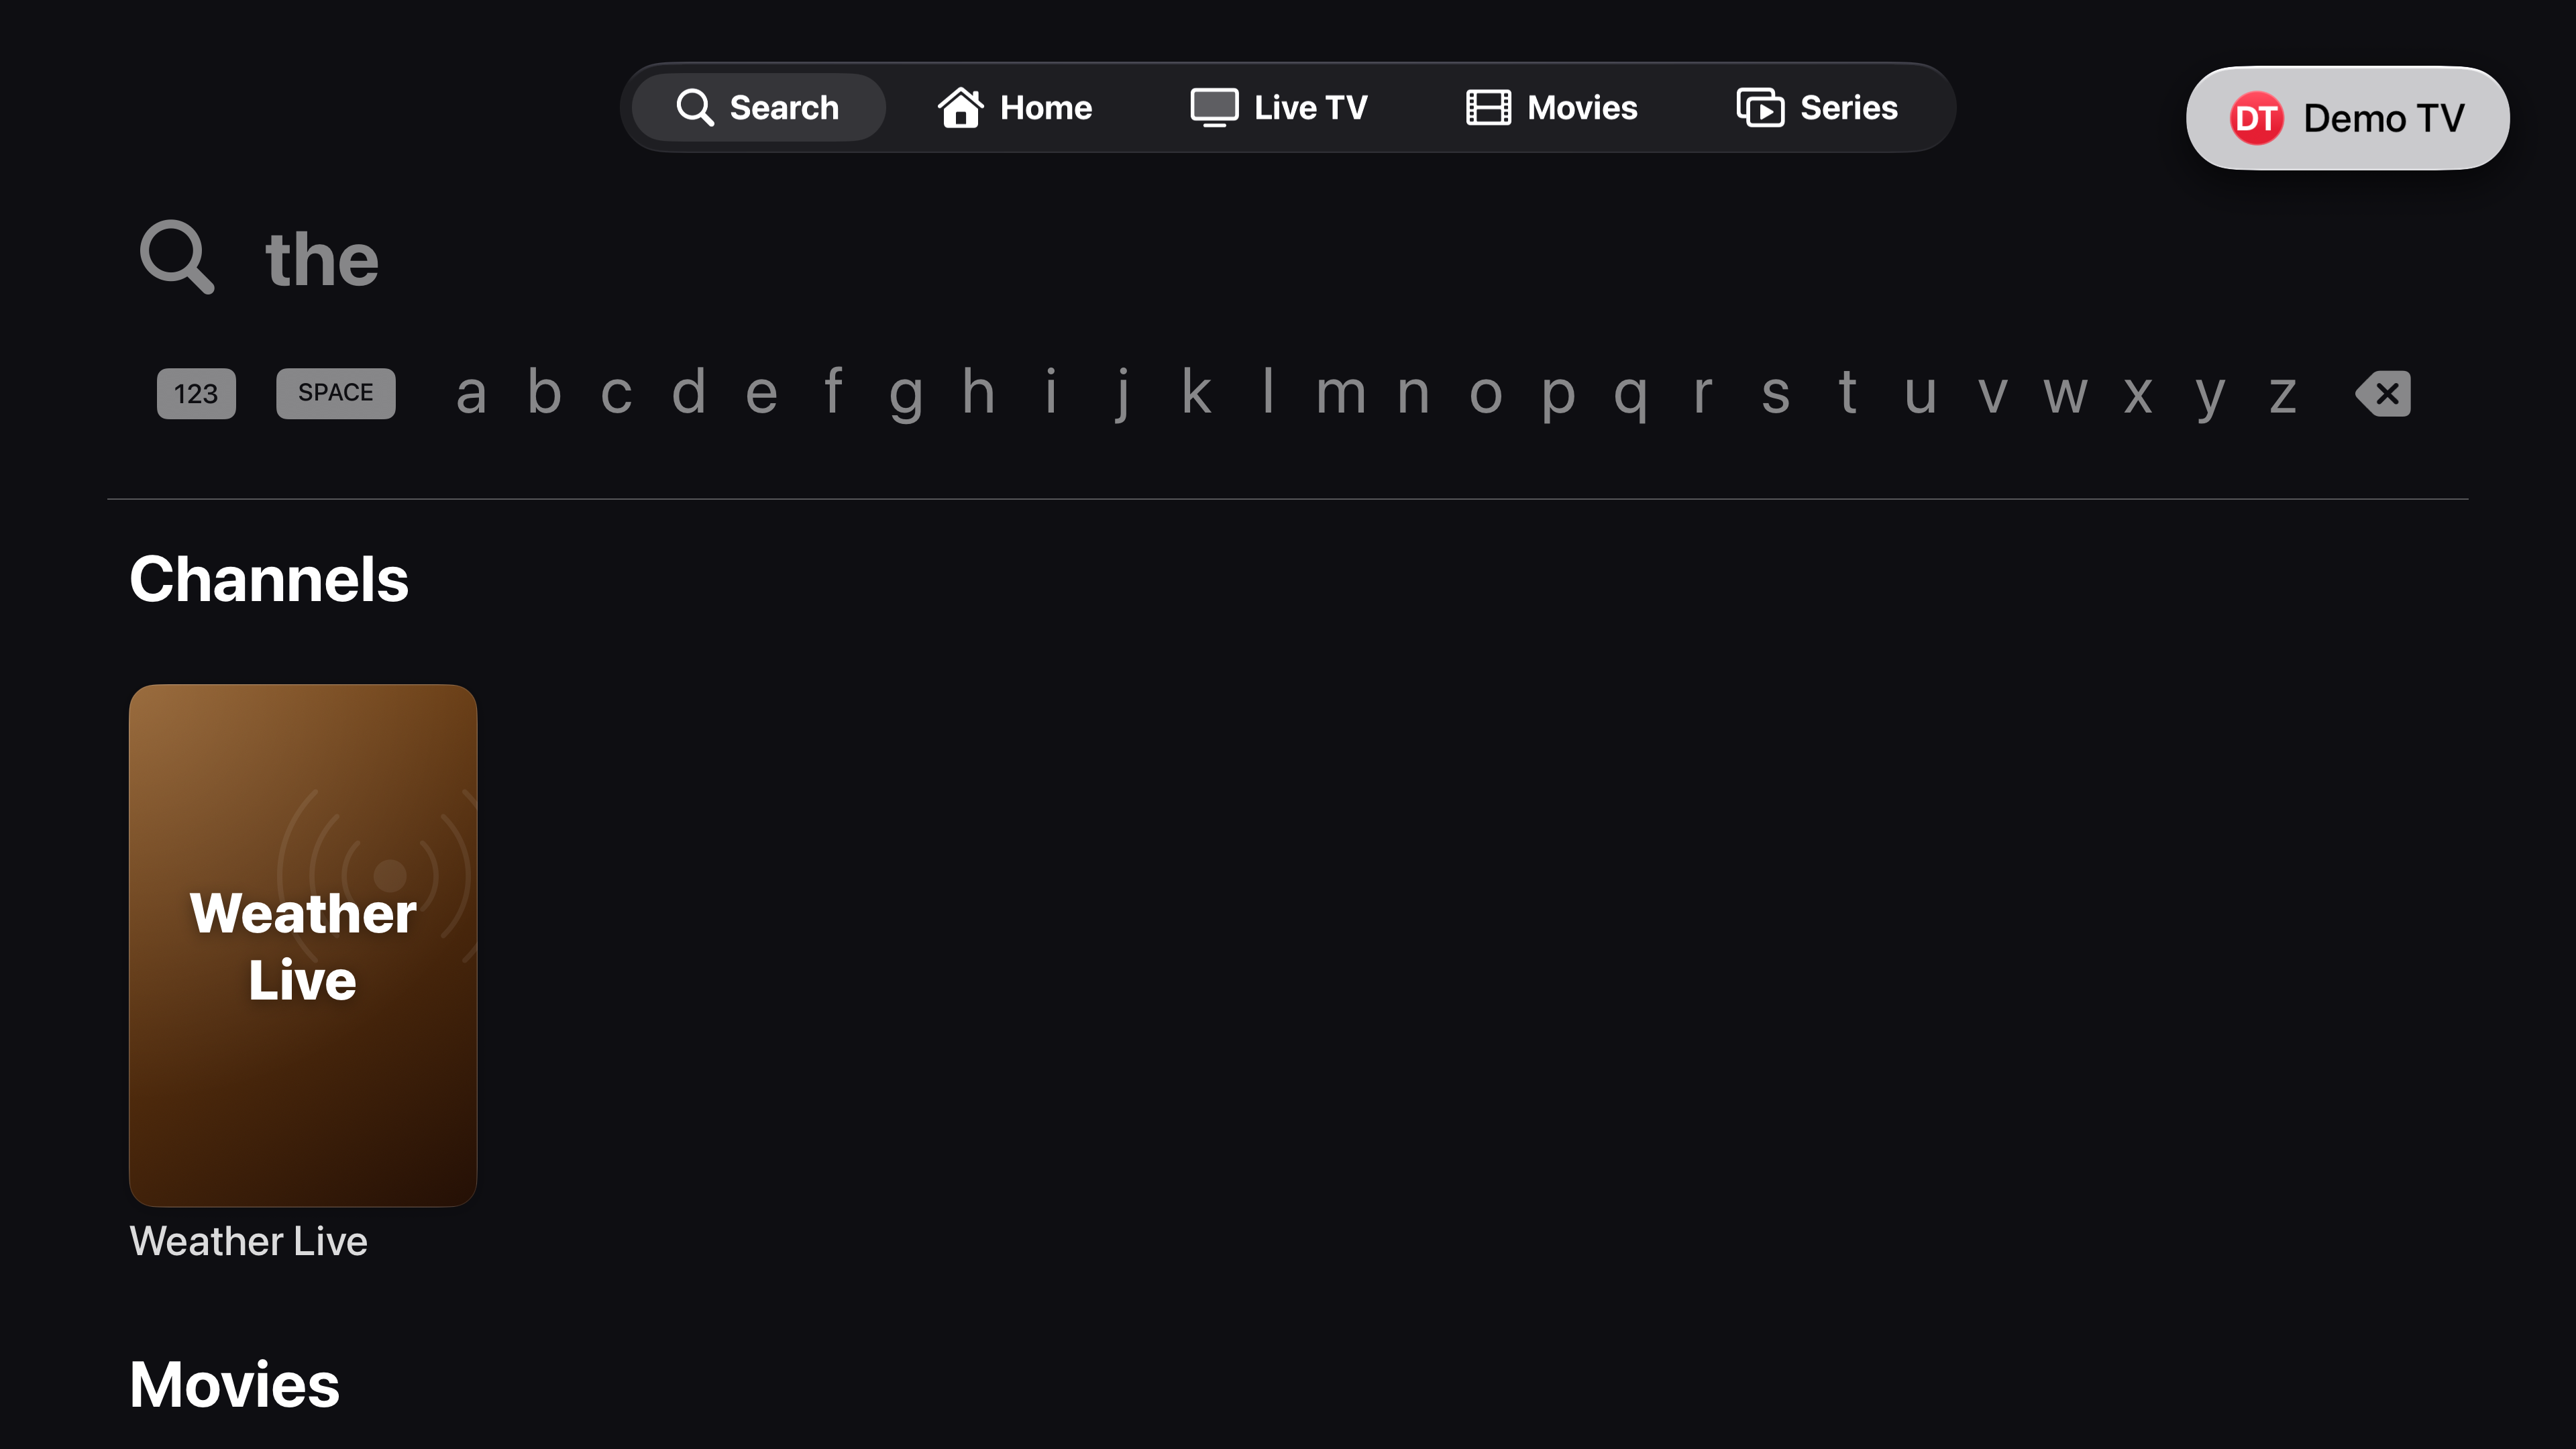 Search Home Live TV Movies Series
DT Demo TV
the
123 SPACE a b c d e f g h i j k l m n o p q r s t u v w x y z
Channels
Weather
Live
Weather Live
Movies